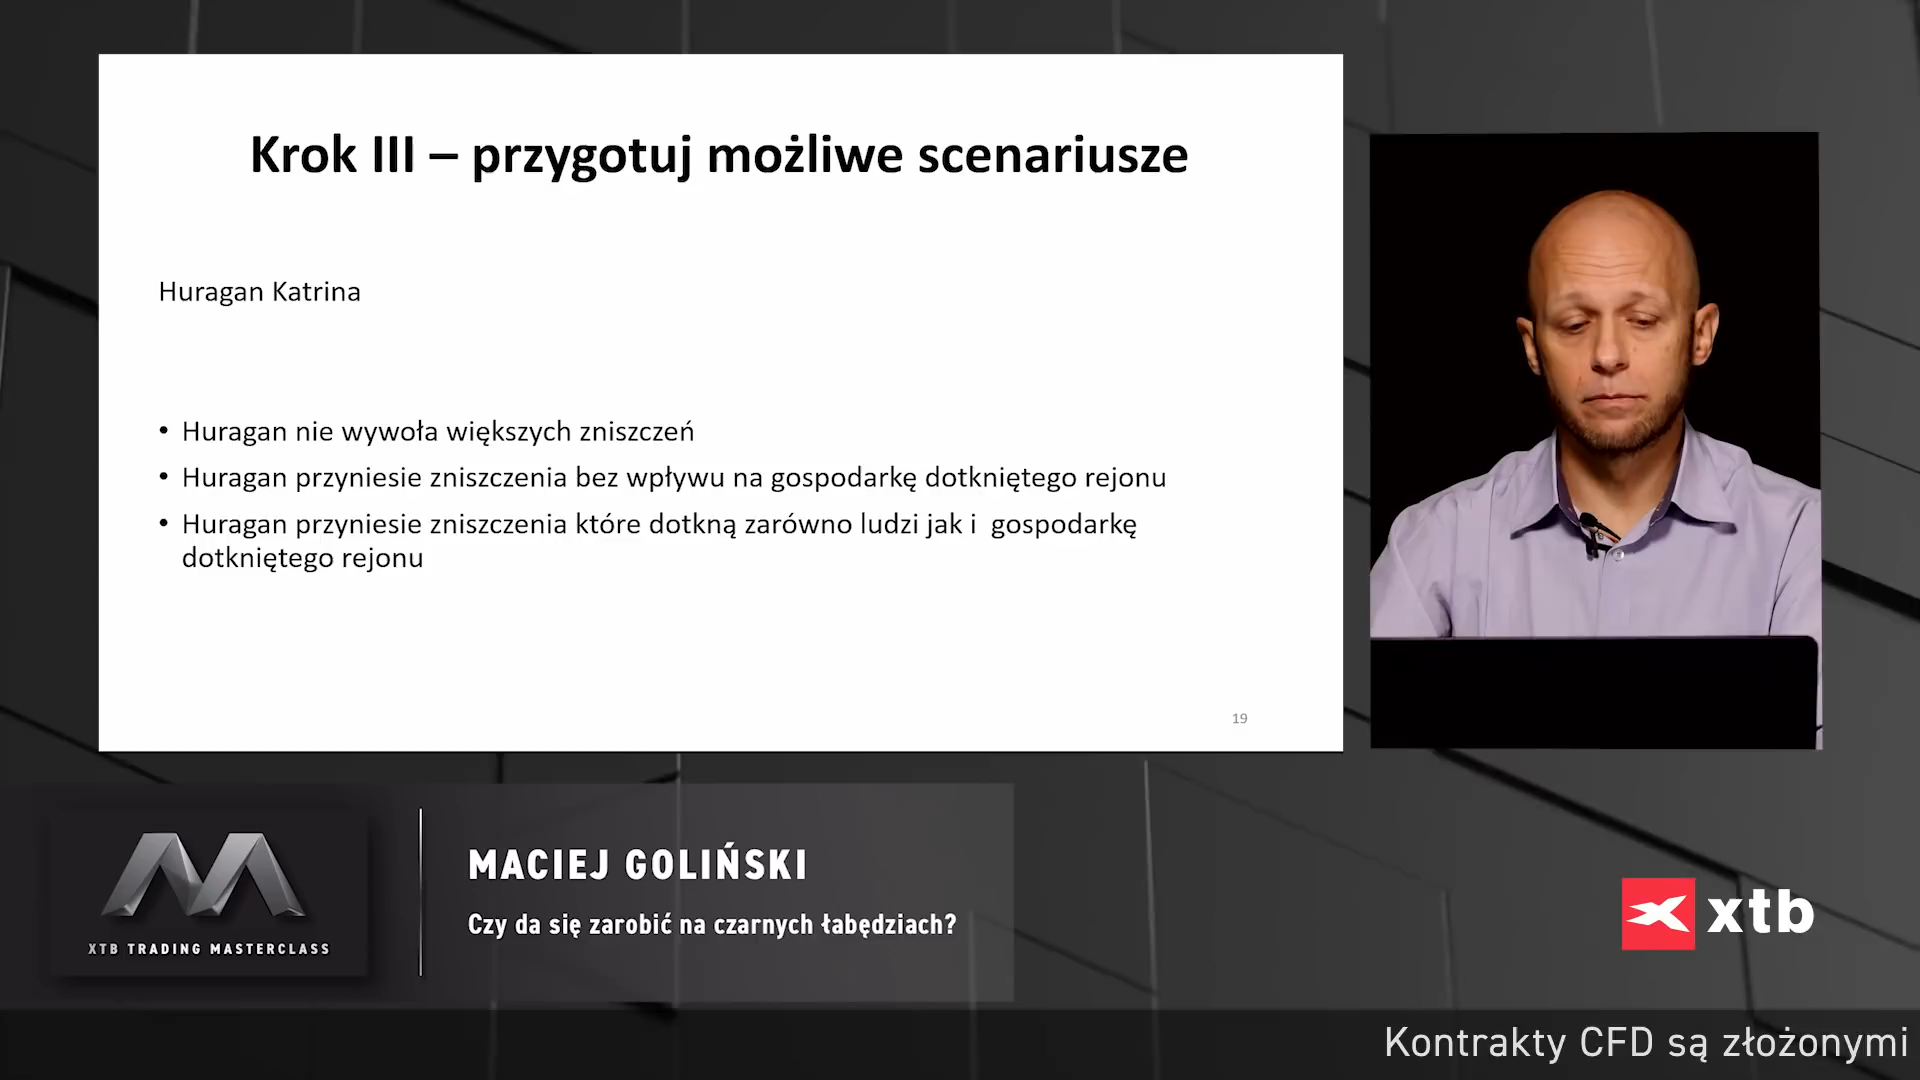 Krok III – przygotuj możliwe scenariusze
Huragan Katrina
• Huragan nie wywoła większych zniszczeń
• Huragan przyniesie zniszczenia bez wpływu na gospodarkę dotkniętego rejonu
• Huragan przyniesie zniszczenia które dotkną zarówno ludzi jak i gospodarkę
dotkniętego rejonu
19
XTB TRADING MASTERCLASS
MACIEJ GOLIŃSKI
Czy da się zarobić na czarnych łabędziach?
xtb
Kontrakty CFD są złożonymi